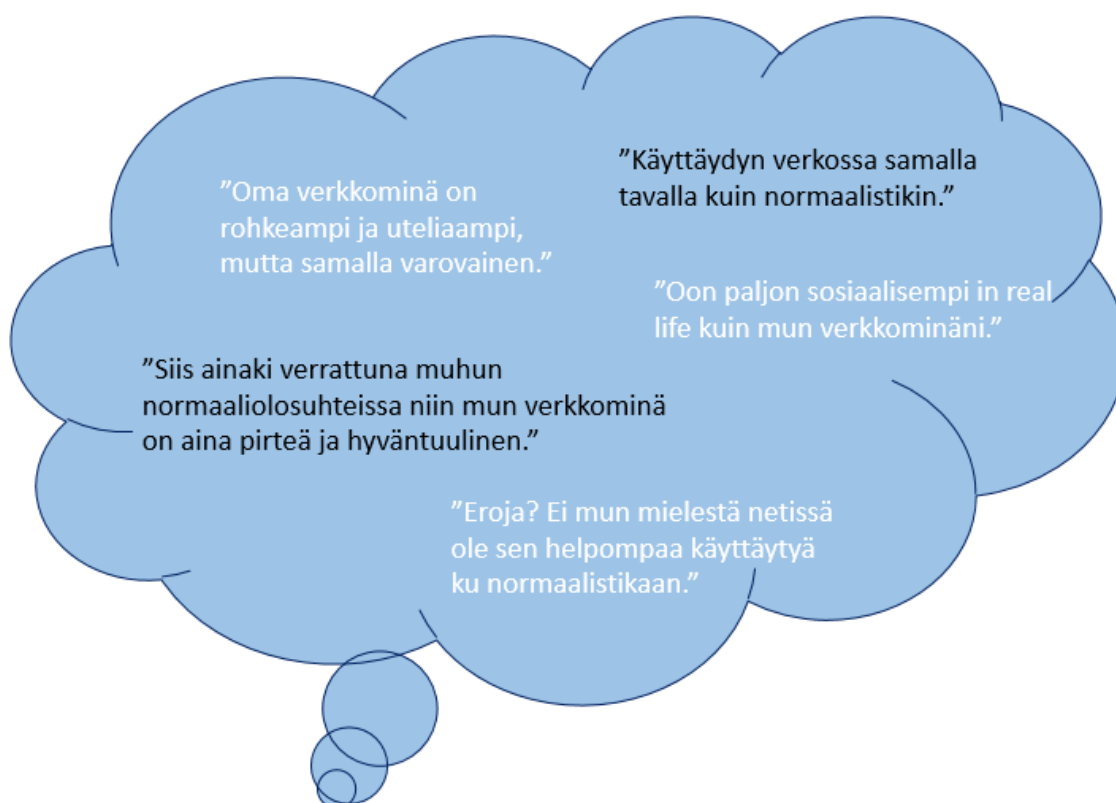 ”Oma verkkominä on
rohkeampi ja uteliaampi,
mutta samalla varovainen.”
”Käyttäydyn verkossa samalla
tavalla kuin normaalistikin.”
”Oon paljon sosiaalisempi in real
life kuin mun verkkominäni.”
”Siis ainaki verrattuna muhun
normaaliolosuhteissa niin mun verkkominä
on aina pirteä ja hyväntuulinen.”
”Eroja? Ei mun mielestä netissä
ole sen helpompaa käyttäytyä
ku normaalistikaan.”